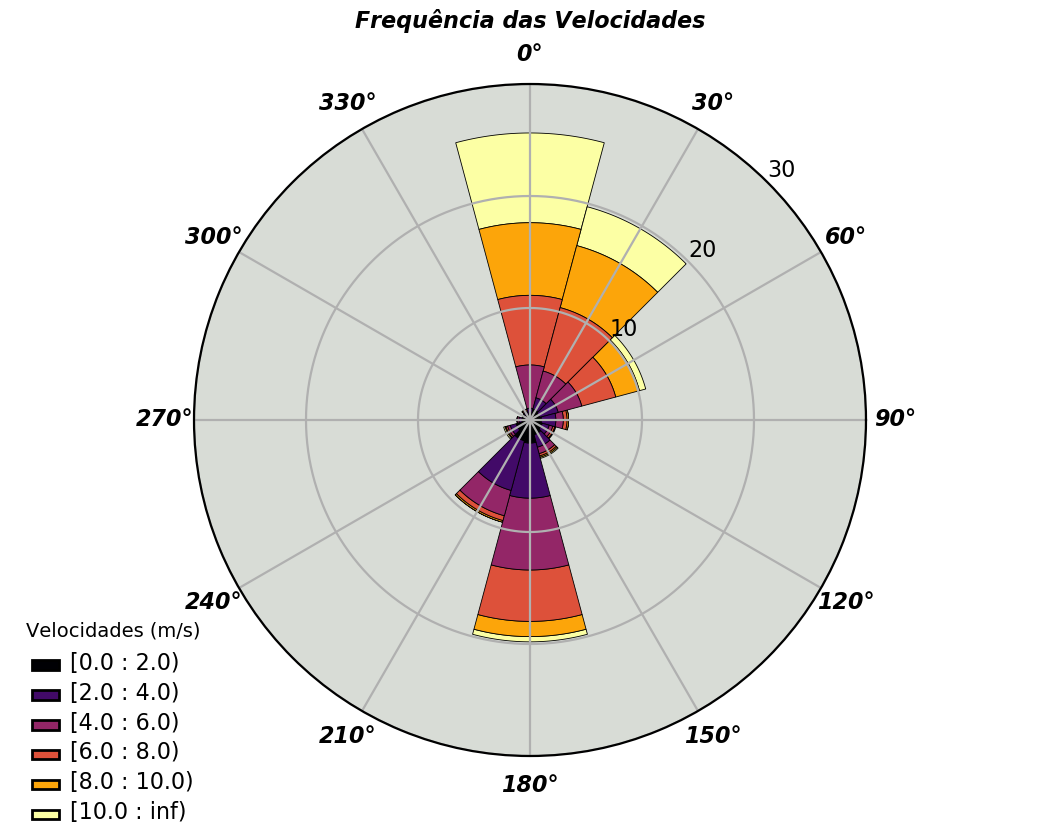 Frequência das Velocidades
0°
330°
30°
30
300°
60°
20
10
270°
90°
240°
120°
210°
150°
180°
Velocidades (m/s)
[0.0 : 2.0)
[2.0 : 4.0)
[4.0 : 6.0)
[6.0 : 8.0)
[8.0 : 10.0)
[10.0 : inf)